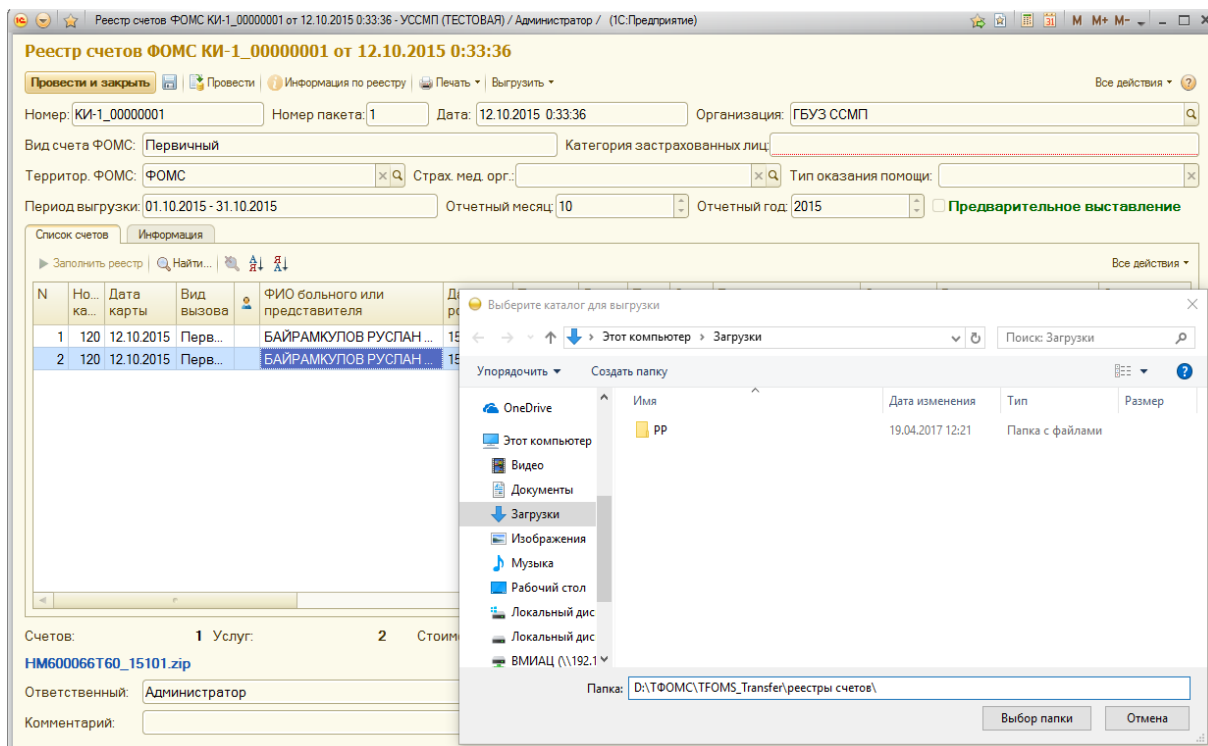 Реестр счетов ФОМС КИ-1_00000001 от 12.10.2015 0:33:36 - УССМП (ТЕСТОВАЯ) / Администратор / (1С:Предприятие) M M+ M-
Реестр счетов ФОМС КИ-1_00000001 от 12.10.2015 0:33:36
Провести и закрыть Провести Информация по реестру Печать Выгрузить Все действия
Номер: КИ-1_00000001 Номер пакета: 1 Дата: 12.10.2015 0:33:36 Организация: ГБУЗ ССМП
Вид счета ФОМС: Первичный Категория застрахованных лиц:
Территор. ФОМС: ФОМС Страх. мед. орг.: Тип оказания помощи:
Период выгрузки: 01.10.2015 - 31.10.2015 Отчетный месяц: 10 Отчетный год: 2015 Предварительное выставление
Список счетов Информация
Заполнить реестр Найти... Все действия
N Но... ка... Дата карты Вид вызова ФИО больного или представителя
1 120 12.10.2015 Перв... БАЙРАМКУЛОВ РУСЛАН ... 15
2 120 12.10.2015 Перв... БАЙРАМКУЛОВ РУСЛАН ... 15
Счетов: 1 Услуг: 2 Стоим
HM600066T60_15101.zip
Ответственный: Администратор
Комментарий:
Выберите каталог для выгрузки
Этот компьютер Загрузки Поиск: Загрузки
Упорядочить Создать папку
Имя Дата изменения Тип Размер
PP 19.04.2017 12:21 Папка с файлами
OneDrive
Этот компьютер
Видео
Документы
Загрузки
Изображения
Музыка
Рабочий стол
Локальный дис
Локальный дис
ВМИАЦ (\\192.1
Папка: D:\ТФОМС\TFOMS_Transfer\реестры счетов\
Выбор папки Отмена